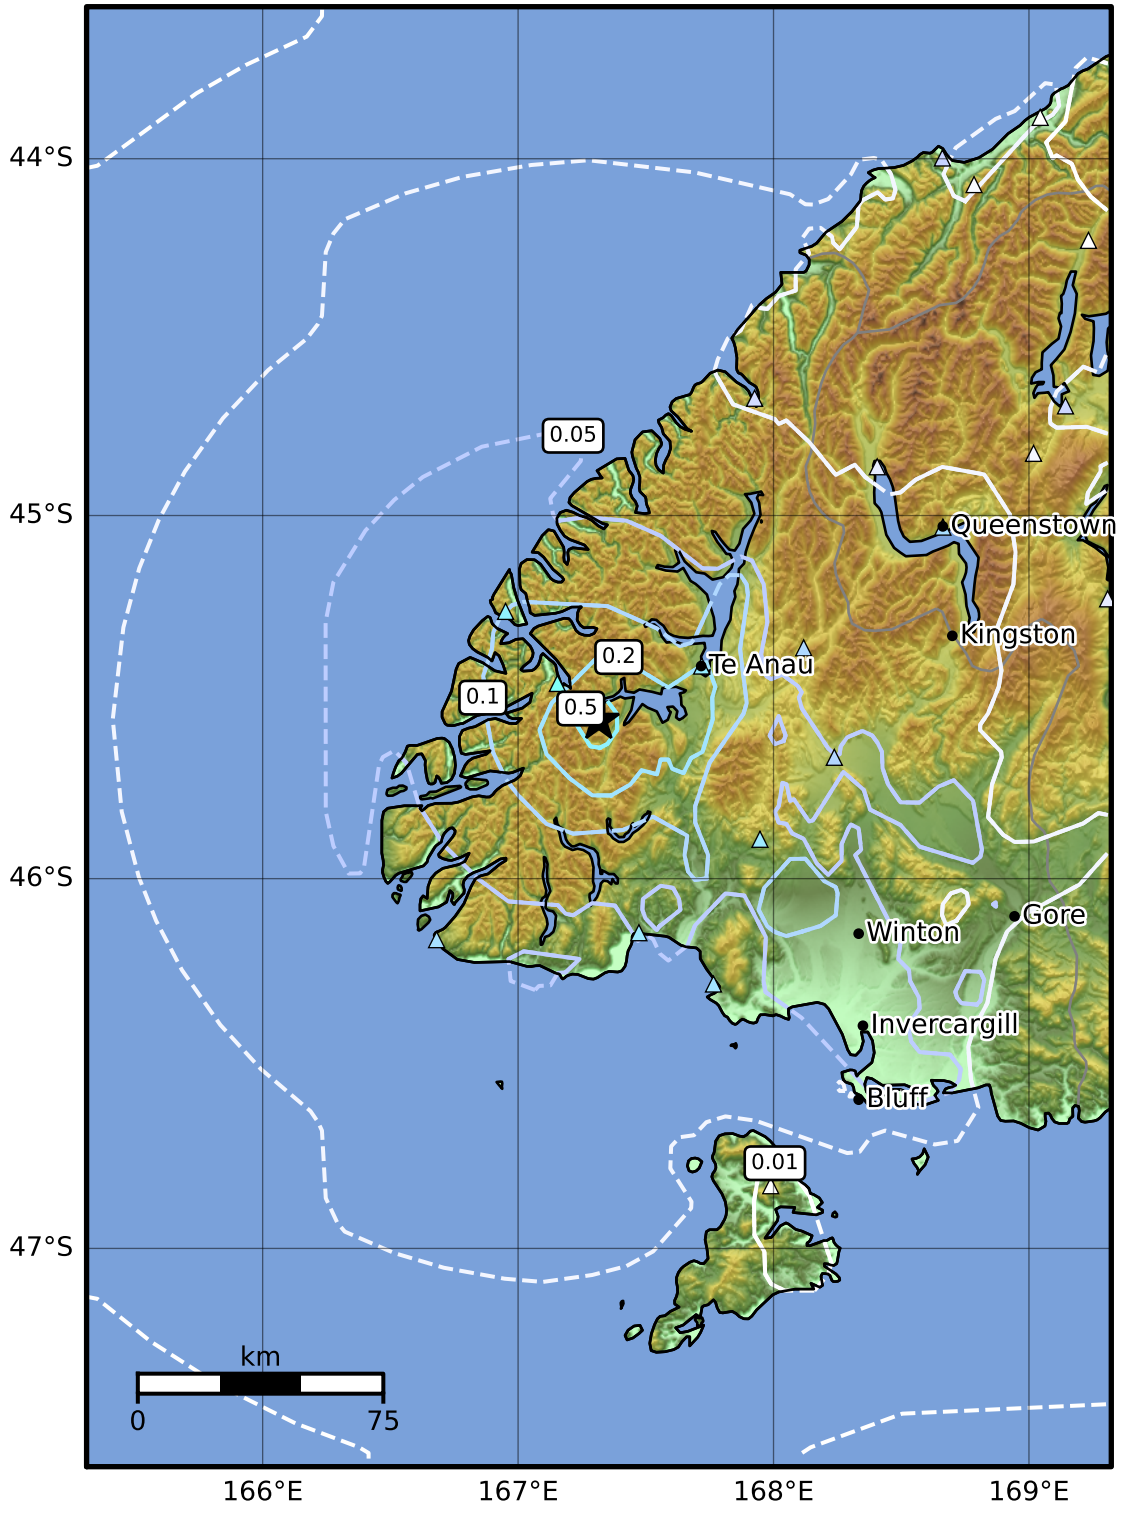 44°S
0.05
45°S
Queenstown
Kingston
0.2
Te Anau
0.1
0.5
46°S
Gore
Winton
Invercargill
Bluff
0.01
47°S
km
0
75
166°E
167°E
168°E
169°E